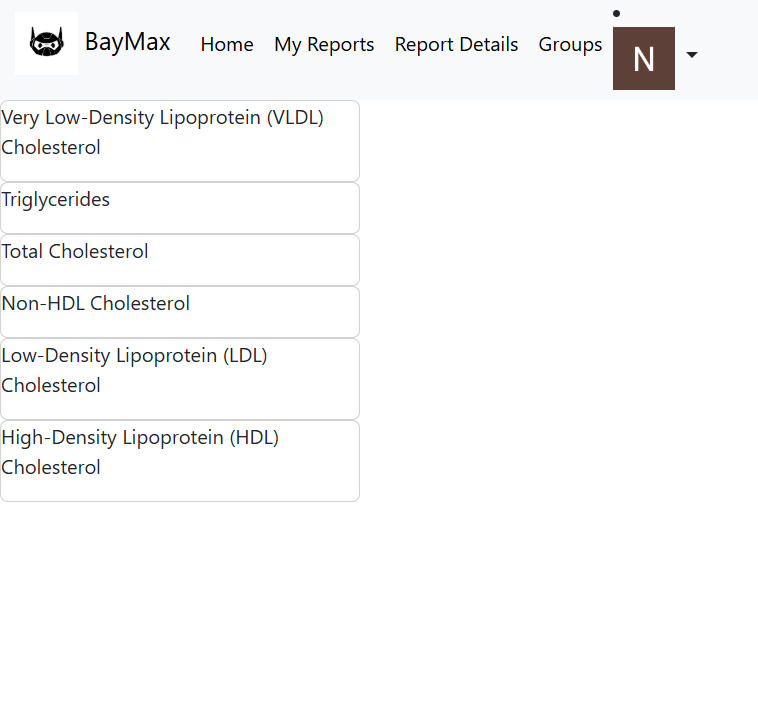 BayMax Home My Reports Report Details Groups N
Very Low-Density Lipoprotein (VLDL)
Cholesterol
Triglycerides
Total Cholesterol
Non-HDL Cholesterol
Low-Density Lipoprotein (LDL)
Cholesterol
High-Density Lipoprotein (HDL)
Cholesterol